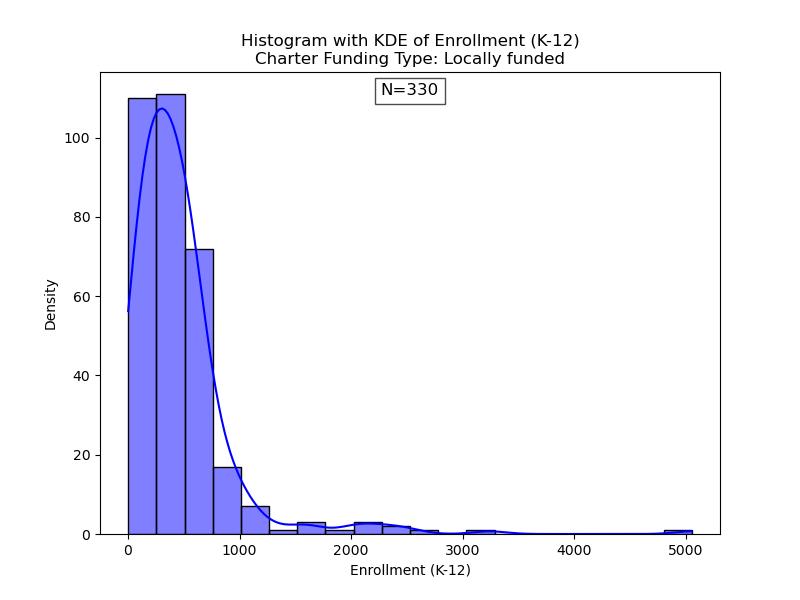 Histogram with KDE of Enrollment (K-12)
Charter Funding Type: Locally funded
N=330
100
80
60
40
20
0
Density
0 1000 2000 3000 4000 5000
Enrollment (K-12)